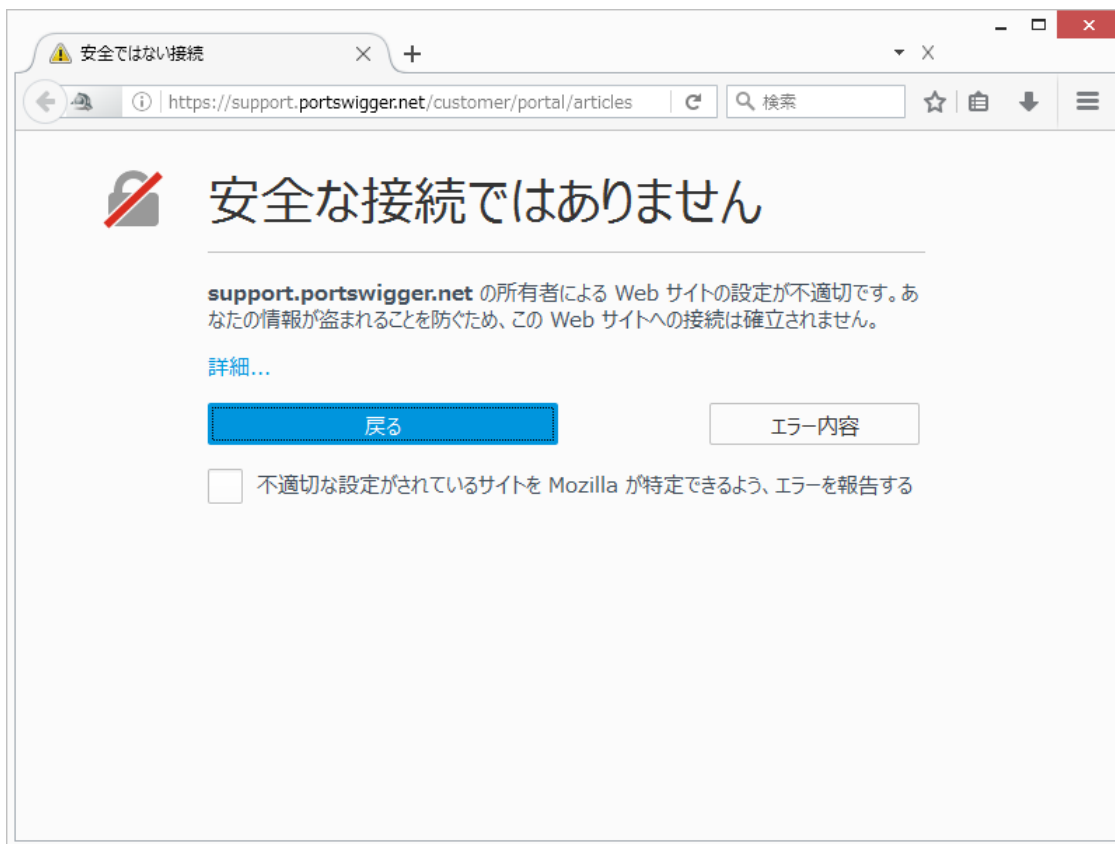 安全ではない接続
https://support.portswigger.net/customer/portal/articles
検索
安全な接続ではありません
support.portswigger.net の所有者による Web サイトの設定が不適切です。あ
なたの情報が盗まれることを防ぐため、この Web サイトへの接続は確立されません。
詳細...
戻る
エラー内容
不適切な設定がされているサイトを Mozilla が特定できるよう、エラーを報告する